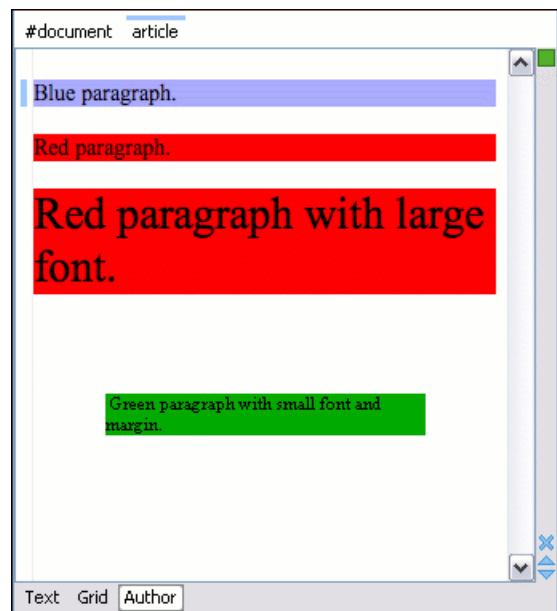 #document article
Blue paragraph.
Red paragraph.
Red paragraph with large
font.
Green paragraph with small font and
margin.
Text Grid Author